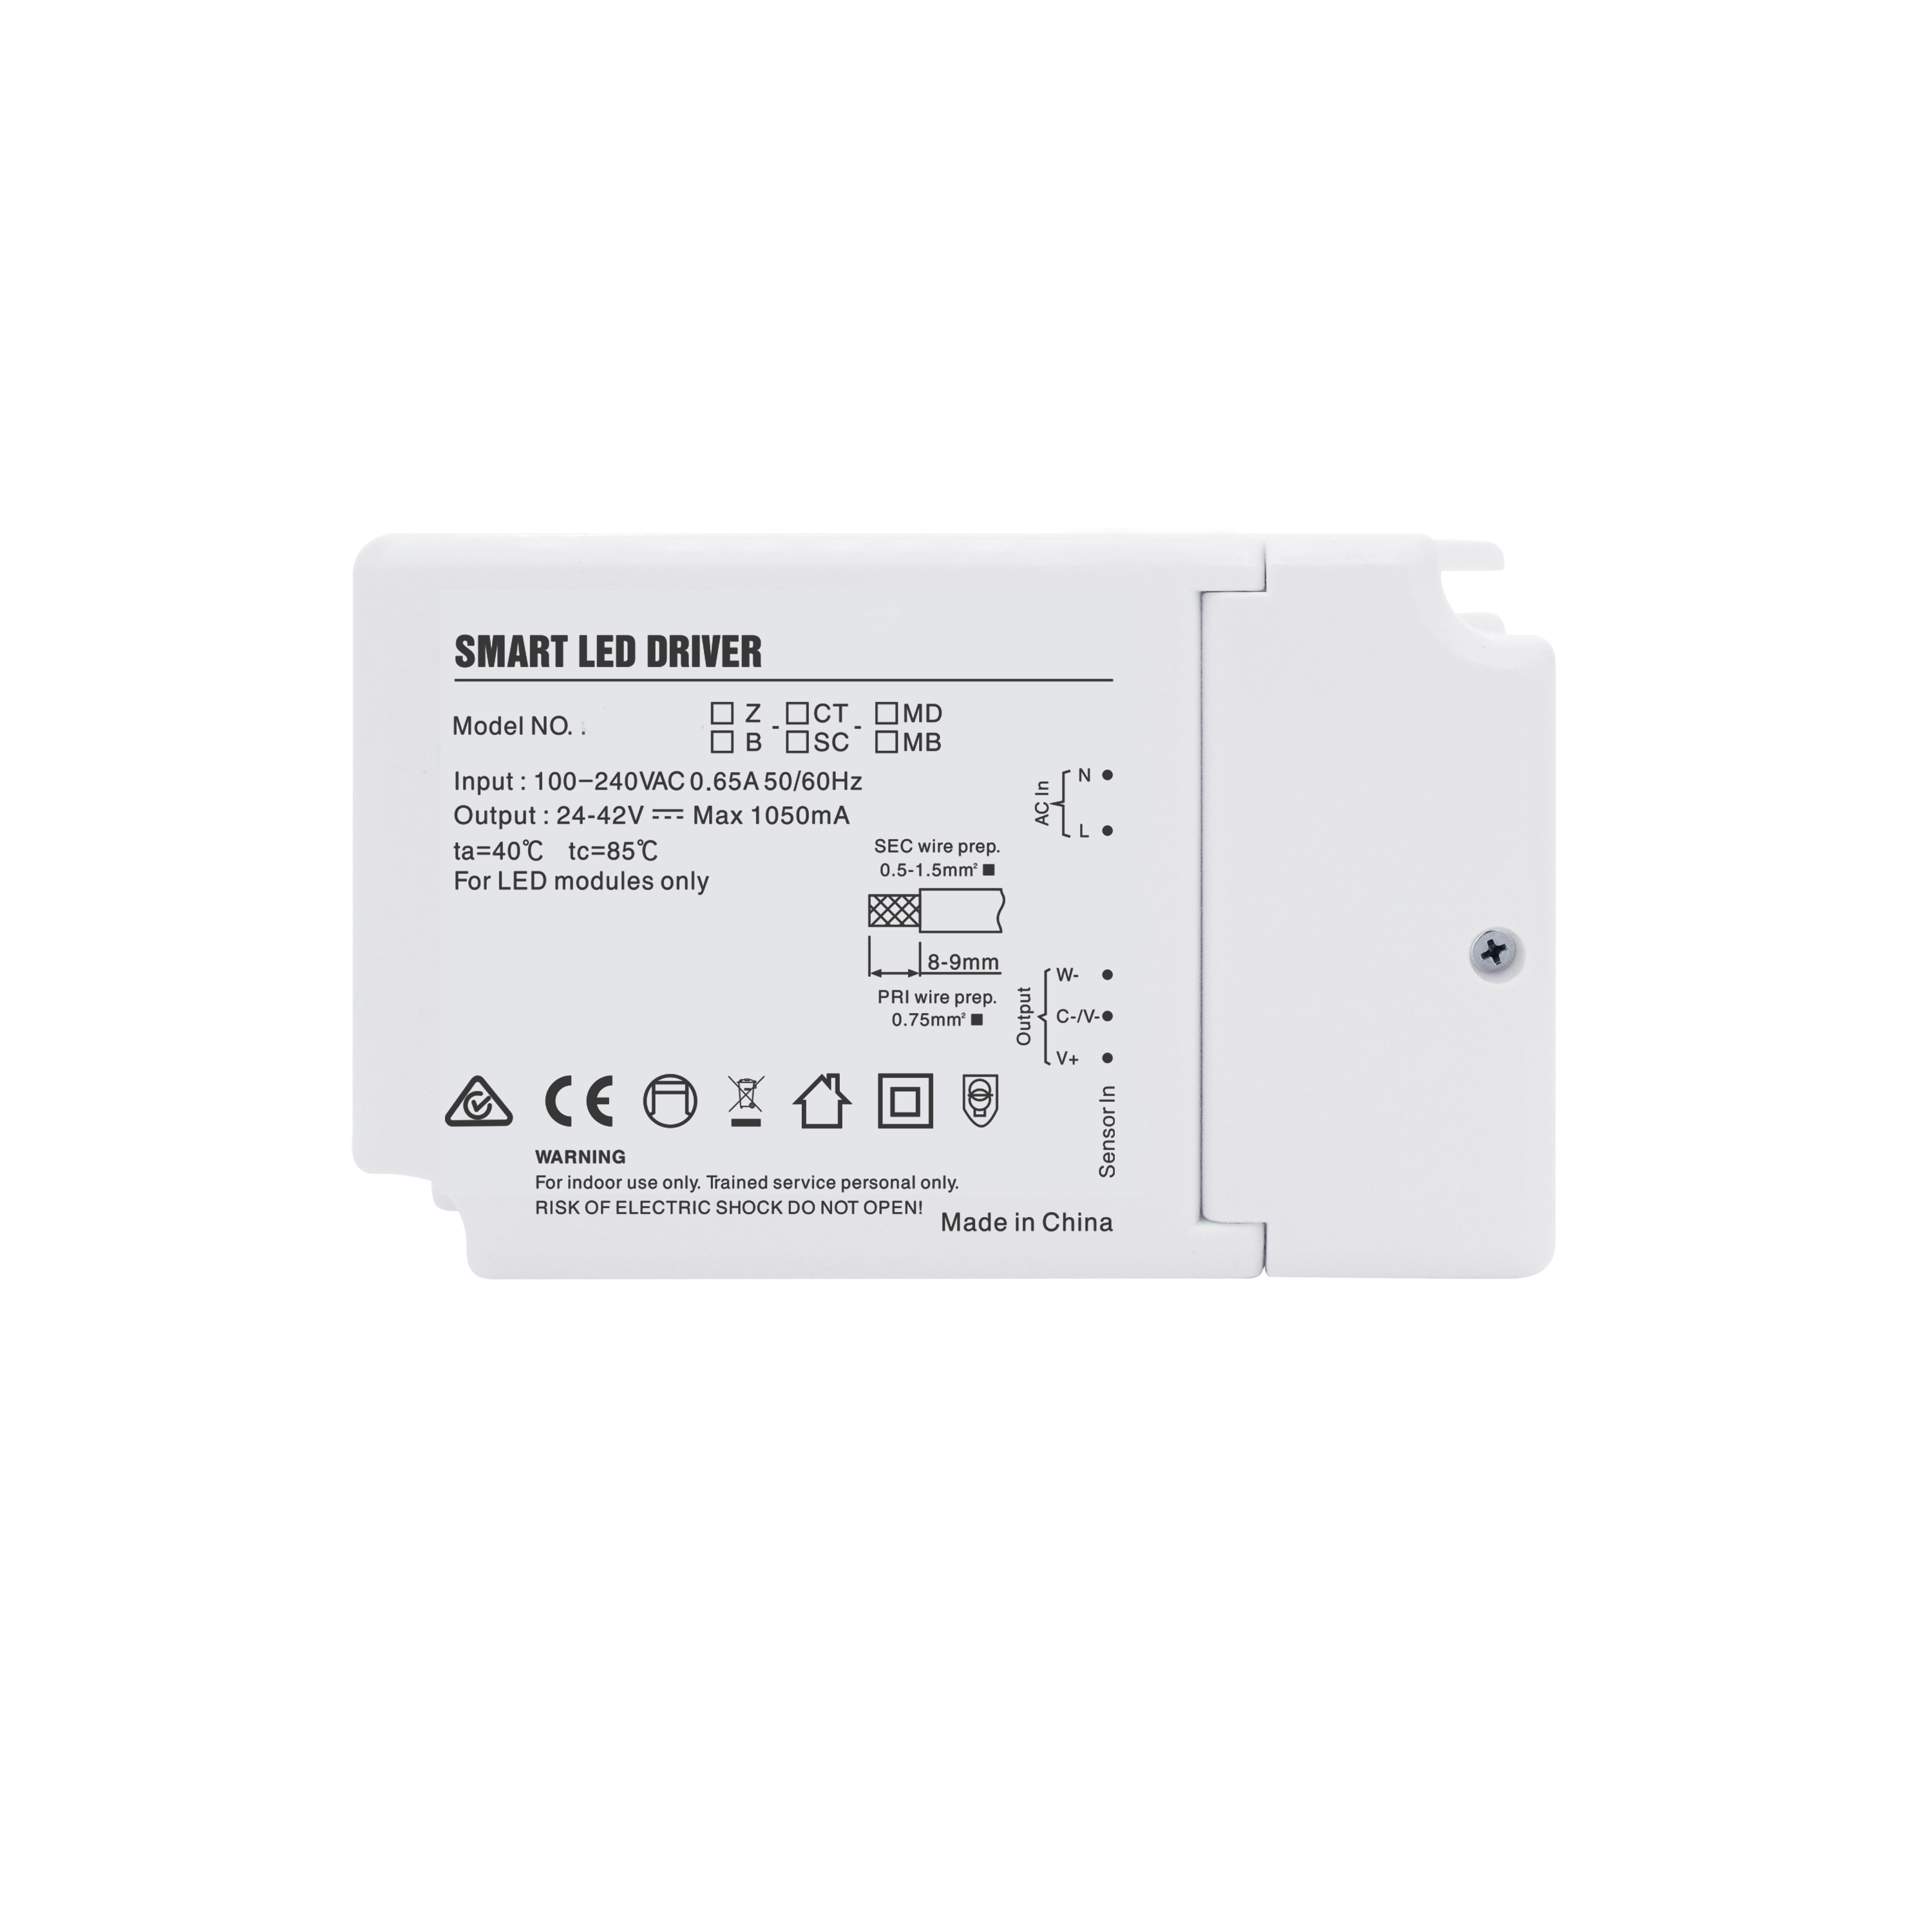 SMART LED DRIVER
Model NO. :
Z - CT - MD
B SC MB
Input : 100-240VAC 0.65A 50/60Hz
Output : 24-42V Max 1050mA
ta=40℃ tc=85℃
For LED modules only
SEC wire prep.
0.5-1.5mm²
8-9mm
PRI wire prep.
0.75mm²
AC In
N
L
Output
W-
C-/V-
V+
Sensor In
CE
WARNING
For indoor use only. Trained service personal only.
RISK OF ELECTRIC SHOCK DO NOT OPEN!
Made in China